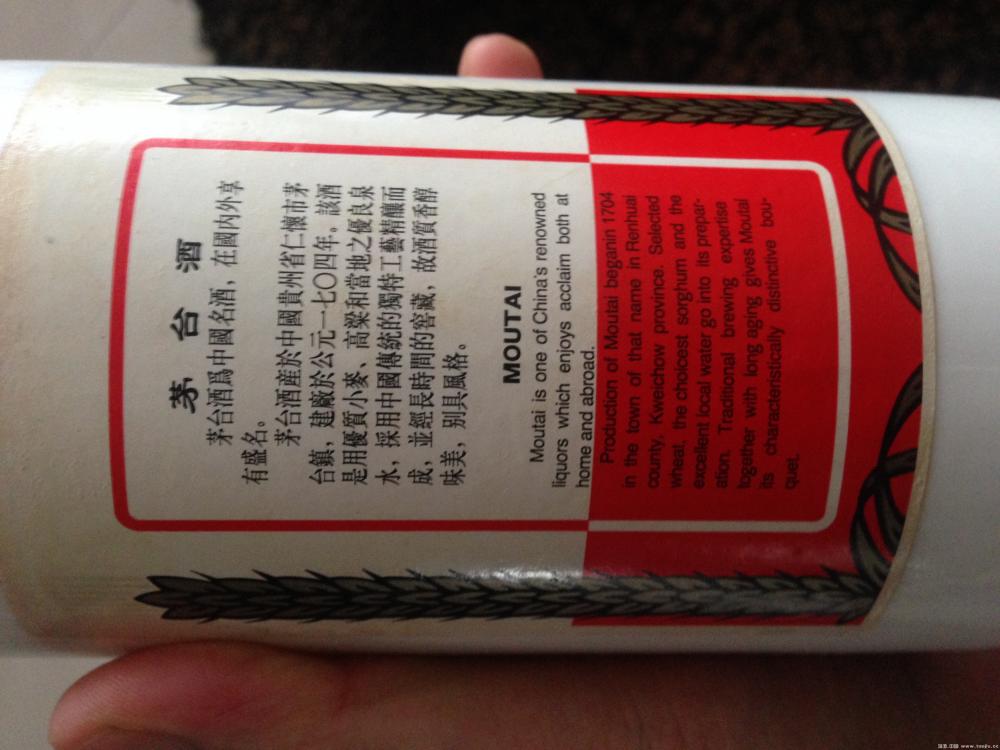 茅台酒
茅台酒爲中國名酒，在國内外享
有盛名。
茅台酒産於中國貴州省仁懷市茅
台鎮，建廠於公元一七〇四年。該酒
是用優質小麥、高粱和當地之優良泉
水，採用中國傳統的獨特工藝精釀而
成，並經長時間的窖藏，故酒質香醇
味美，别具風格。
MOUTAI
Moutai is one of China's renowned
liquors which enjoys acclaim both at
home and abroad.
Production of Moutai beganin 1704
in the town of that name in Renhuai
county, Kweichow province. Selected
wheat, the choicest sorghum and the
excellent local water go into its prepar-
ation. Traditional brewing expertise
together with long aging gives Moutal
its characteristically distinctive bou-
quet.